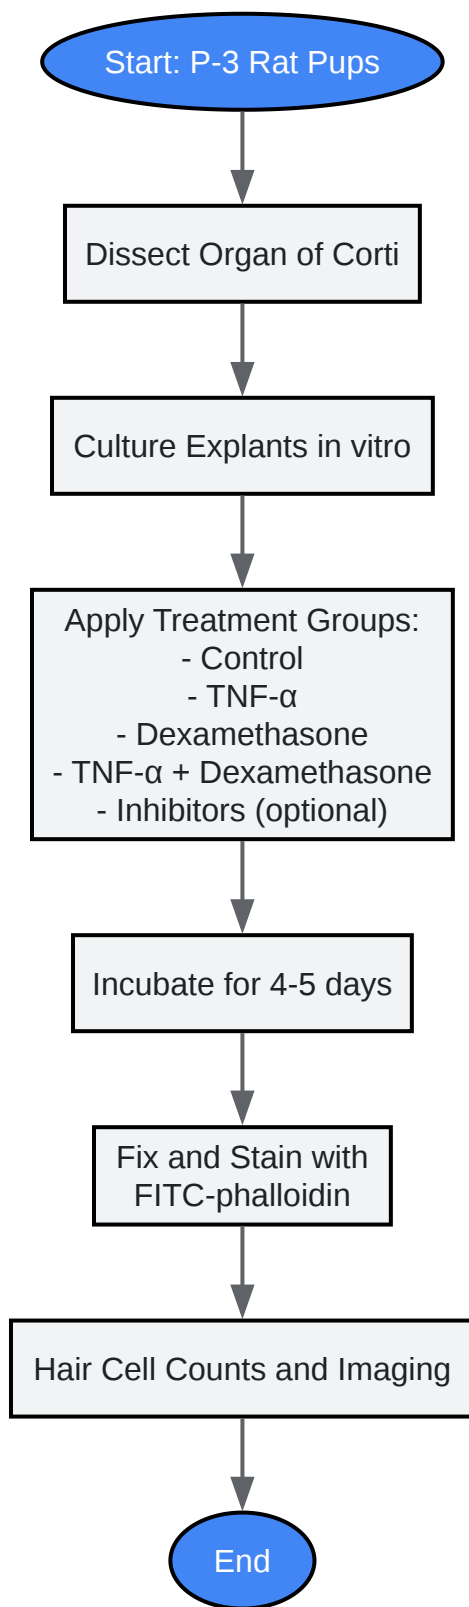 Start: P-3 Rat Pups
Dissect Organ of Corti
Culture Explants in vitro
Apply Treatment Groups:
- Control
- TNF-α
- Dexamethasone
- TNF-α + Dexamethasone
- Inhibitors (optional)
Incubate for 4-5 days
Fix and Stain with
FITC-phalloidin
Hair Cell Counts and Imaging
End